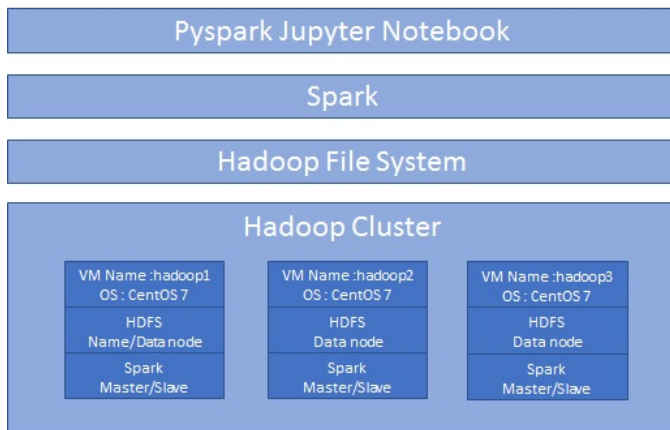 Pyspark Jupyter Notebook
Spark
Hadoop File System
Hadoop Cluster
VM Name :hadoop1
OS : CentOS 7
HDFS
Name/Data node
Spark
Master/Slave
VM Name :hadoop2
OS : CentOS 7
HDFS
Data node
Spark
Master/Slave
VM Name :hadoop3
OS : CentOS 7
HDFS
Data node
Spark
Master/Slave